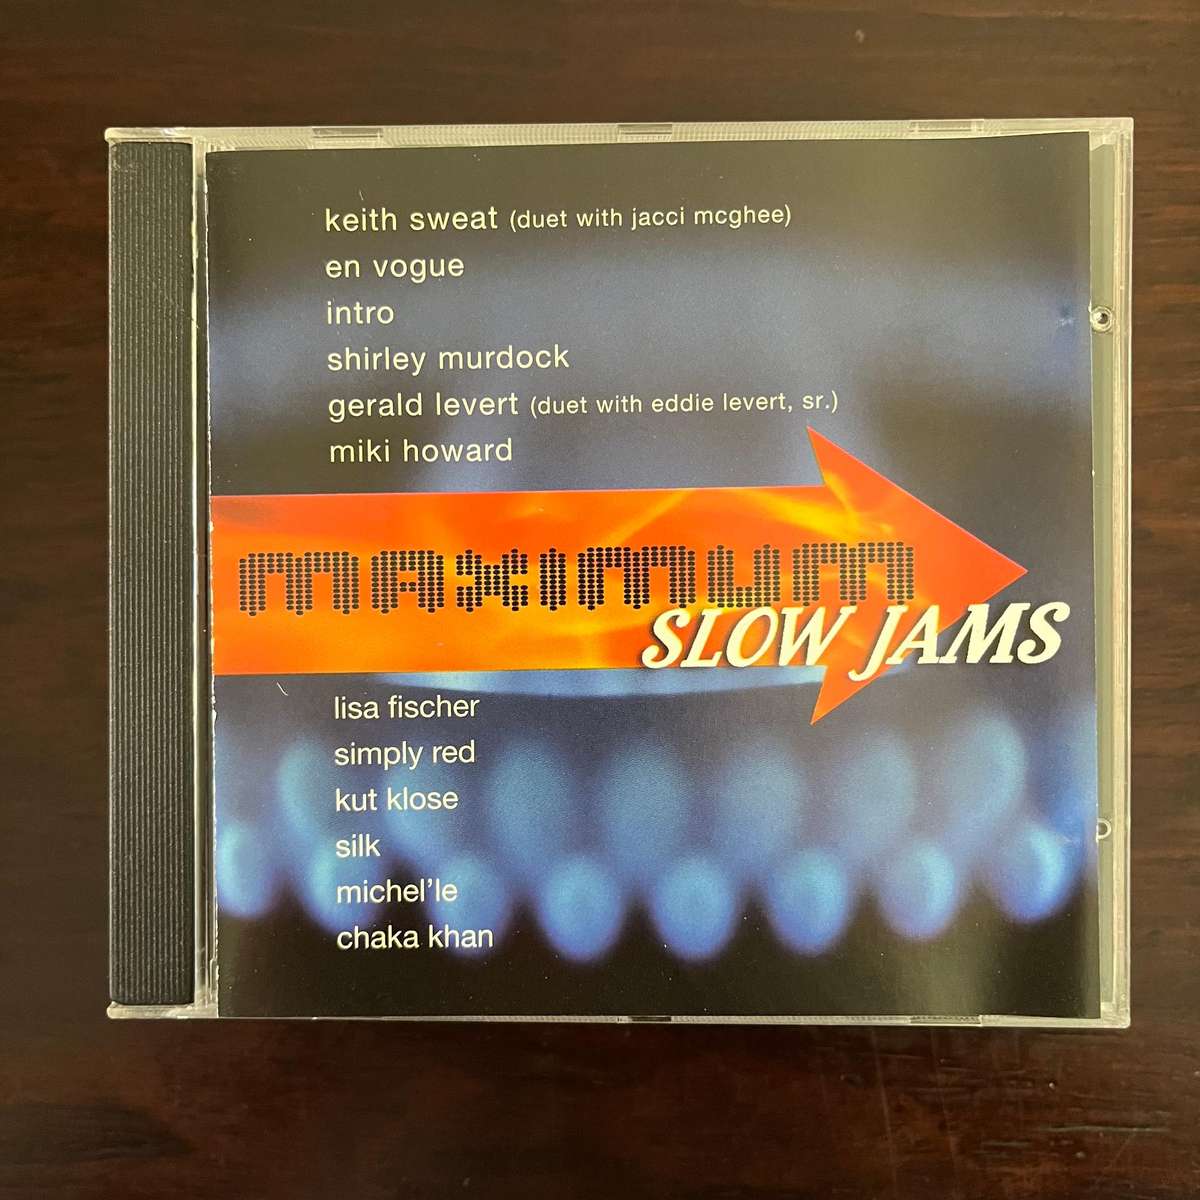 keith sweat (duet with jacci mcghee)
en vogue
intro
shirley murdock
gerald levert (duet with eddie levert, sr.)
miki howard
maximum
SLOW JAMS
lisa fischer
simply red
kut klose
silk
michel'le
chaka khan